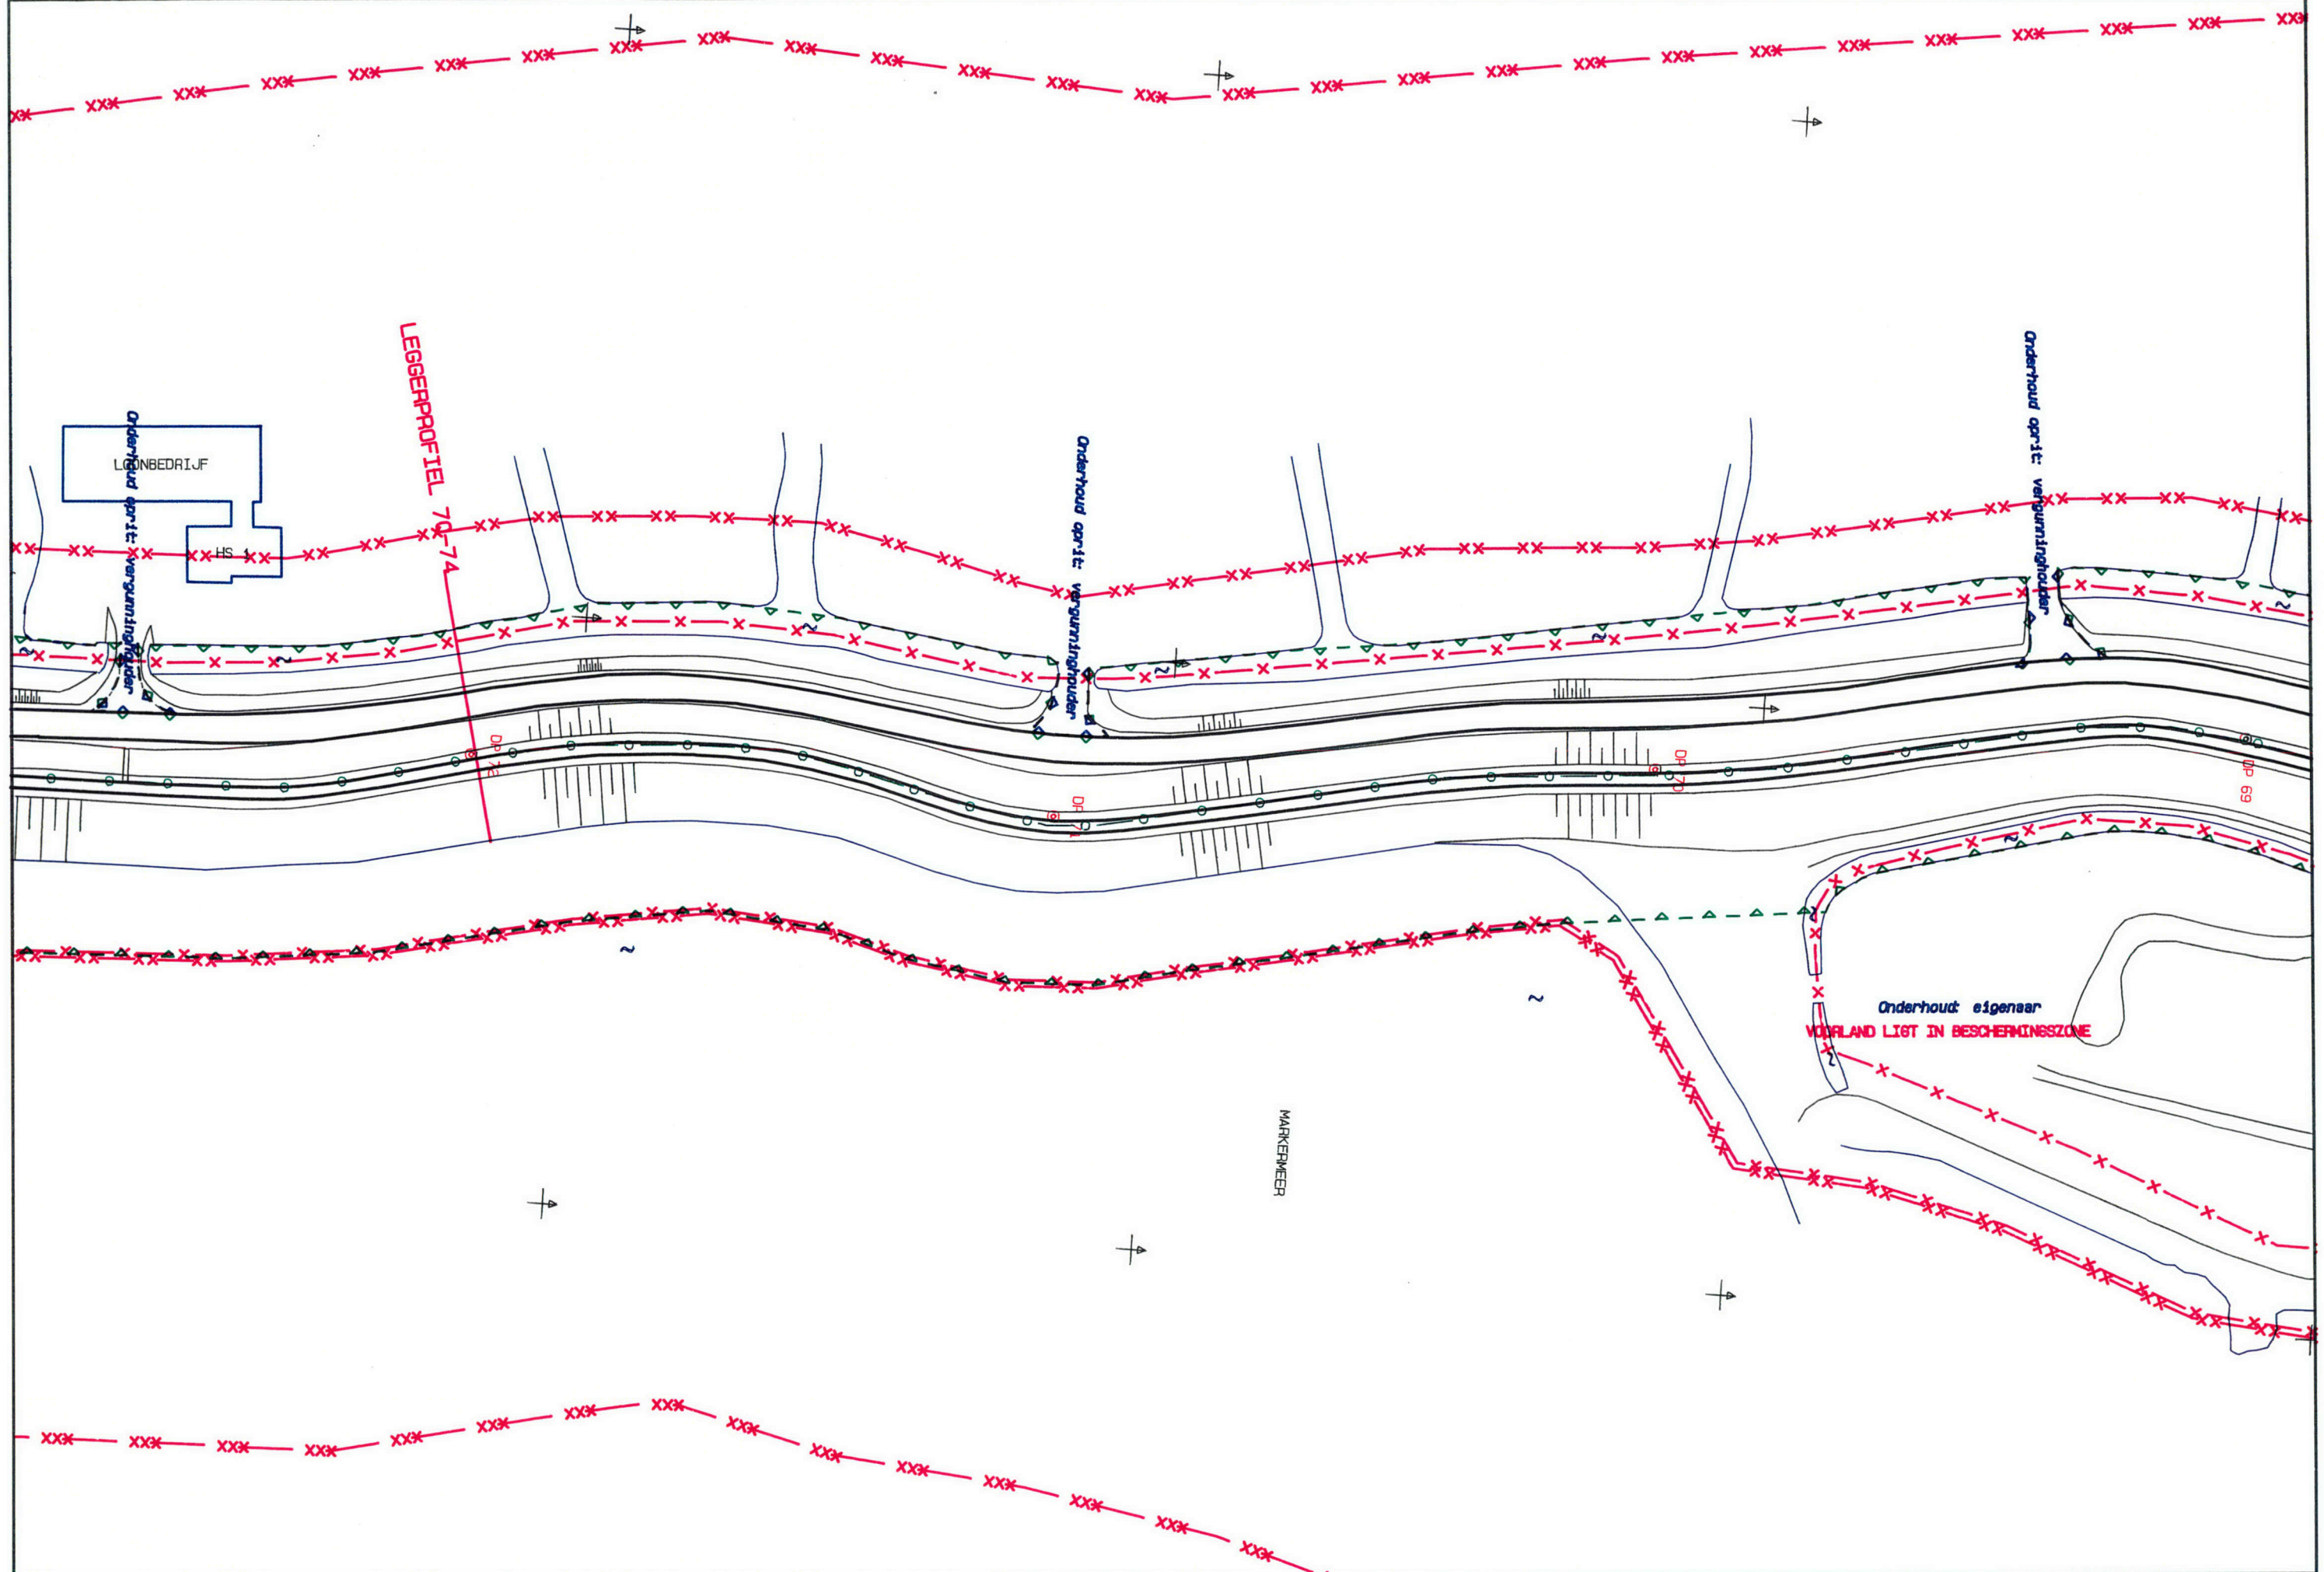 LEGGERPROFIEL 70-74
Onderhoud oprit: vergunninghouder
LOONBEDRIJF
HS 1
Onderhoud oprit: vergunninghouder
Onderhoud oprit: vergunninghouder
DP 72
DP 71
DP 70
DP 69
Onderhoud: eigenaar
VOORLAND LIGT IN BESCHERMINGSZONE
MARKERMEER